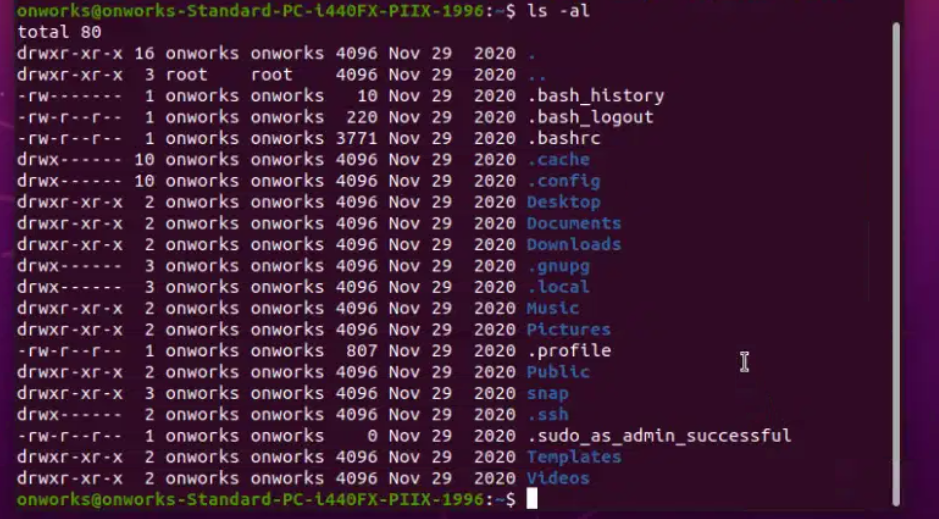 onworks@onworks-Standard-PC-i440FX-PIIX-1996:~$ ls -al
total 80
drwxr-xr-x 16 onworks onworks 4096 Nov 29  2020 .
drwxr-xr-x  3 root    root    4096 Nov 29  2020 ..
-rw-------  1 onworks onworks   10 Nov 29  2020 .bash_history
-rw-r--r--  1 onworks onworks  220 Nov 29  2020 .bash_logout
-rw-r--r--  1 onworks onworks 3771 Nov 29  2020 .bashrc
drwx------ 10 onworks onworks 4096 Nov 29  2020 .cache
drwx------ 10 onworks onworks 4096 Nov 29  2020 .config
drwxr-xr-x  2 onworks onworks 4096 Nov 29  2020 Desktop
drwxr-xr-x  2 onworks onworks 4096 Nov 29  2020 Documents
drwxr-xr-x  2 onworks onworks 4096 Nov 29  2020 Downloads
drwx------  3 onworks onworks 4096 Nov 29  2020 .gnupg
drwx------  3 onworks onworks 4096 Nov 29  2020 .local
drwxr-xr-x  2 onworks onworks 4096 Nov 29  2020 Music
drwxr-xr-x  2 onworks onworks 4096 Nov 29  2020 Pictures
-rw-r--r--  1 onworks onworks  807 Nov 29  2020 .profile
drwxr-xr-x  2 onworks onworks 4096 Nov 29  2020 Public
drwxr-xr-x  3 onworks onworks 4096 Nov 29  2020 snap
drwx------  2 onworks onworks 4096 Nov 29  2020 .ssh
-rw-r--r--  1 onworks onworks    0 Nov 29  2020 .sudo_as_admin_successful
drwxr-xr-x  2 onworks onworks 4096 Nov 29  2020 Templates
drwxr-xr-x  2 onworks onworks 4096 Nov 29  2020 Videos
onworks@onworks-Standard-PC-i440FX-PIIX-1996:~$